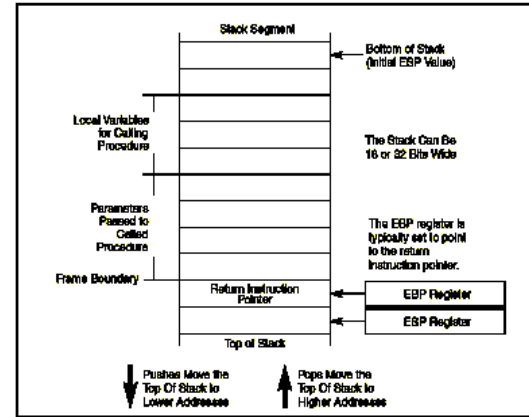 Stack Segment
Bottom of Stack
(Initial ESP Value)
Local Variables
for Calling
Procedure
The Stack Can Be
16 or 32 Bits Wide
Parameters
Passed to
Called
Procedure
The EBP register is
typically set to point
to the return
instruction pointer.
Frame Boundary
Return Instruction
Pointer
EBP Register
ESP Register
Top of Stack
Pushes Move the
Top Of Stack to
Lower Addresses
Pops Move the
Top Of Stack to
Higher Addresses